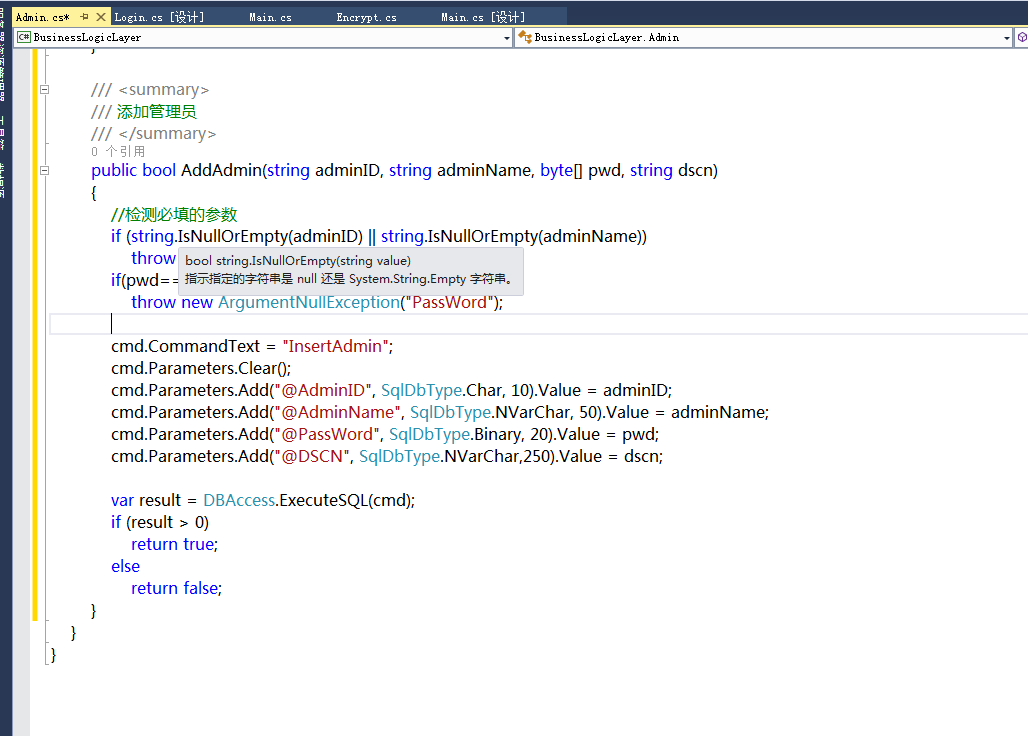 Admin.cs* Login.cs [设计] Main.cs Encrypt.cs Main.cs [设计]
C# BusinessLogicLayer BusinessLogicLayer.Admin
}
/// <summary>
/// 添加管理员
/// </summary>
0 个引用
public bool AddAdmin(string adminID, string adminName, byte[] pwd, string dscn)
{
//检测必填的参数
if (string.IsNullOrEmpty(adminID) || string.IsNullOrEmpty(adminName))
throw
bool string.IsNullOrEmpty(string value)
if(pwd==
指示指定的字符串是 null 还是 System.String.Empty 字符串。
throw new ArgumentNullException("PassWord");
cmd.CommandText = "InsertAdmin";
cmd.Parameters.Clear();
cmd.Parameters.Add("@AdminID", SqlDbType.Char, 10).Value = adminID;
cmd.Parameters.Add("@AdminName", SqlDbType.NVarChar, 50).Value = adminName;
cmd.Parameters.Add("@PassWord", SqlDbType.Binary, 20).Value = pwd;
cmd.Parameters.Add("@DSCN", SqlDbType.NVarChar,250).Value = dscn;
var result = DBAccess.ExecuteSQL(cmd);
if (result > 0)
return true;
else
return false;
}
}
}